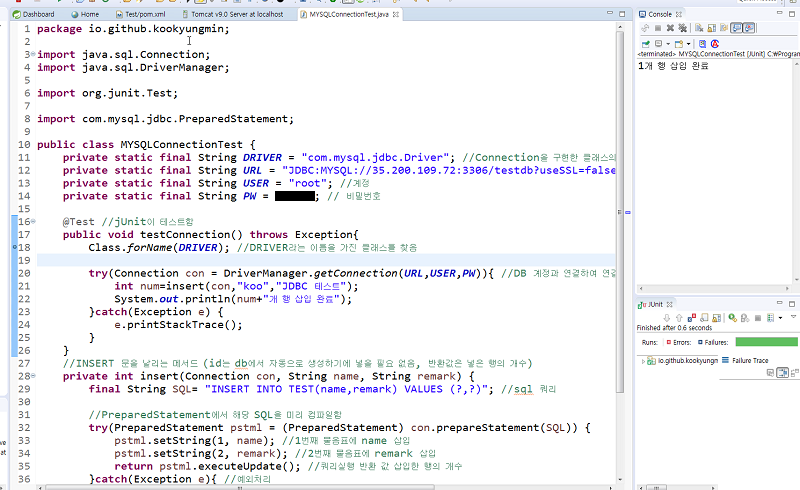 Dashboard
Home
Test/pom.xml
Tomcat v9.0 Server at localhost
MYSQLConnectionTest.java
1 package io.github.kookyungmin;
2
3 import java.sql.Connection;
4 import java.sql.DriverManager;
5
6 import org.junit.Test;
7
8 import com.mysql.jdbc.PreparedStatement;
9
10 public class MYSQLConnectionTest {
11 private static final String DRIVER = "com.mysql.jdbc.Driver"; //Connection을 구현한 클래스의
12 private static final String URL = "JDBC:MYSQL://35.200.109.72:3306/testdb?useSSL=false
13 private static final String USER = "root"; //계정
14 private static final String PW = ; // 비밀번호
15
16 @Test //jUnit이 테스트함
17 public void testConnection() throws Exception{
18 Class.forName(DRIVER); //DRIVER라는 이름을 가진 클래스를 찾음
19
20 try(Connection con = DriverManager.getConnection(URL,USER,PW)){ //DB 계정과 연결하여 연결
21 int num=insert(con,"koo","JDBC 테스트");
22 System.out.println(num+"개 행 삽입 완료");
23 }catch(Exception e) {
24 e.printStackTrace();
25 }
26 }
27 //INSERT 문을 날리는 메서드 (id는 db에서 자동으로 생성하기에 넣을 필요 없음, 반환값은 넣은 행의 개수)
28 private int insert(Connection con, String name, String remark) {
29 final String SQL= "INSERT INTO TEST(name,remark) VALUES (?,?)"; //sql 쿼리
30
31 //PreparedStatement에서 해당 SQL을 미리 컴파일함
32 try(PreparedStatement pstml = (PreparedStatement) con.prepareStatement(SQL)) {
33 pstml.setString(1, name); //1번째 물음표에 name 삽입
34 pstml.setString(2, remark); //2번째 물음표에 remark 삽입
35 return pstml.executeUpdate(); //쿼리실행 반환 값 삽입한 행의 개수
36 }catch(Exception e){ //예외처리
Console
<terminated> MYSQLConnectionTest [JUnit] C:\Program
1개 행 삽입 완료
JUnit
Finished after 0.6 seconds
Runs: Errors: Failures:
io.github.kookyungn
Failure Trace